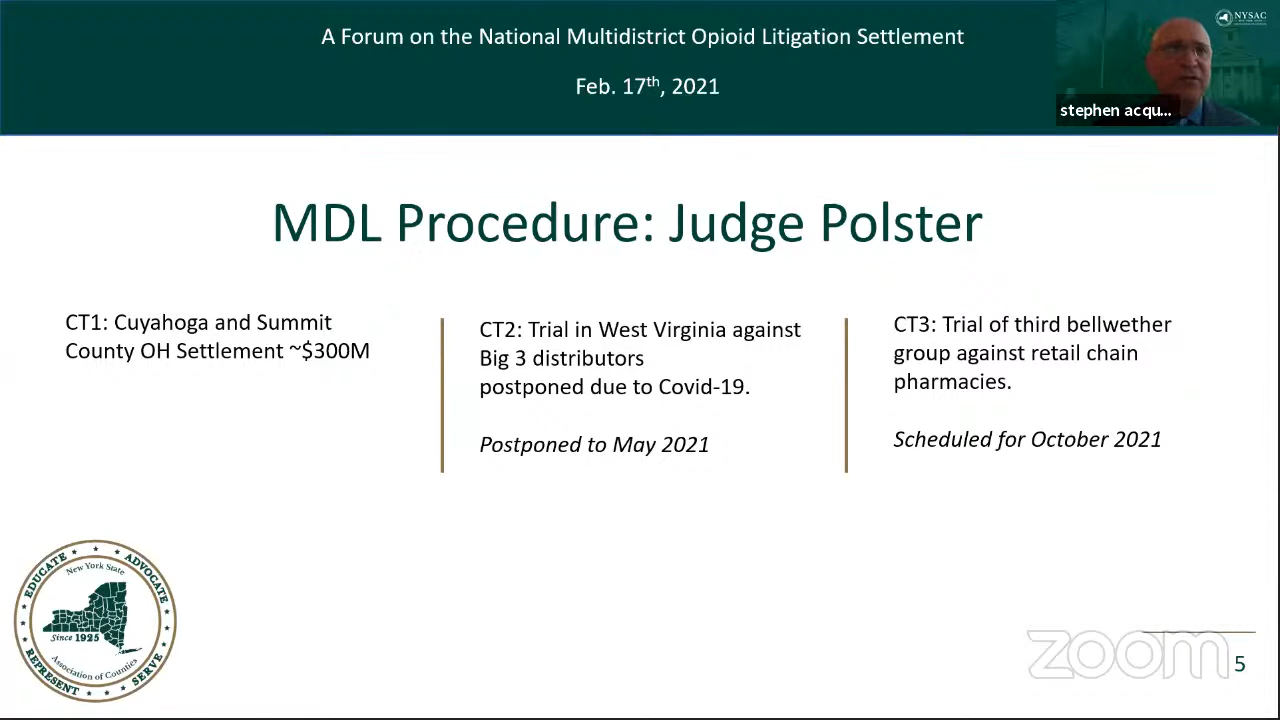 A Forum on the National Multidistrict Opioid Litigation Settlement
Feb. 17th, 2021
NYSAC
stephen acqu...
MDL Procedure: Judge Polster
CT1: Cuyahoga and Summit
County OH Settlement ~$300M
CT2: Trial in West Virginia against
Big 3 distributors
postponed due to Covid-19.
Postponed to May 2021
CT3: Trial of third bellwether
group against retail chain
pharmacies.
Scheduled for October 2021
EDUCATE ADVOCATE
New York State
Since 1925
Association of Counties
REPRESENT SERVE
zoom
5